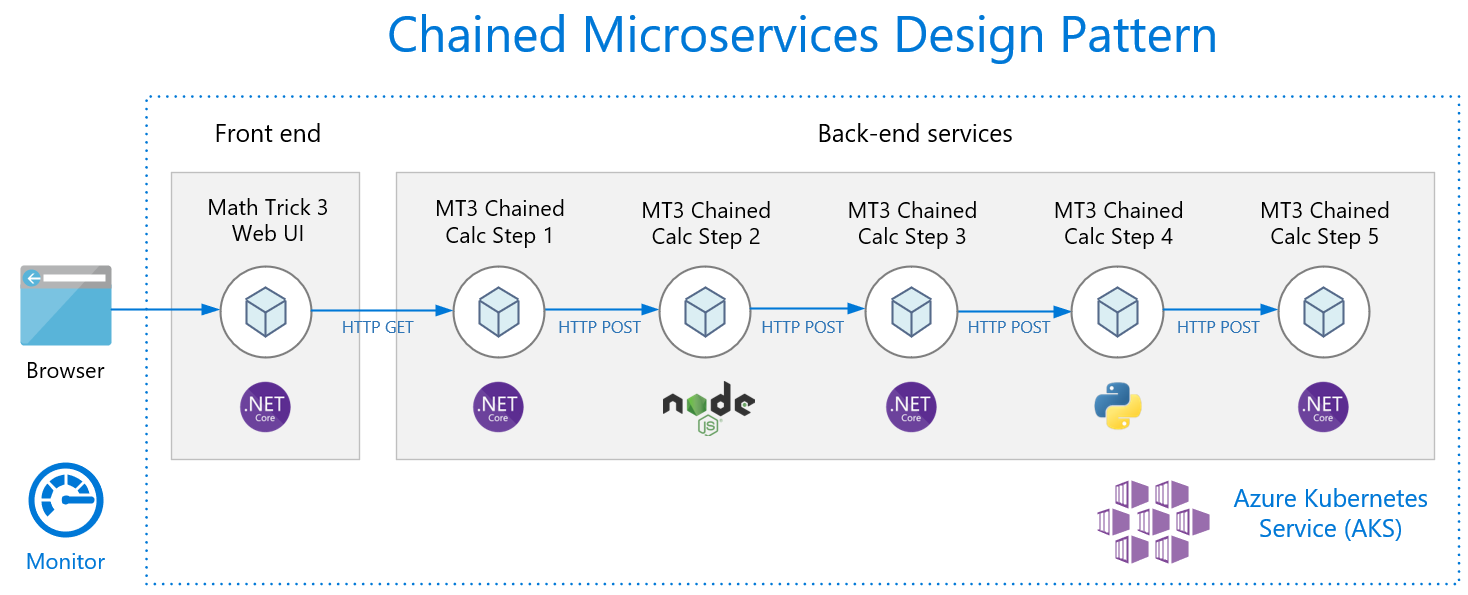 Chained Microservices Design Pattern
Front end
Back-end services
Math Trick 3
Web UI
MT3 Chained
Calc Step 1
MT3 Chained
Calc Step 2
MT3 Chained
Calc Step 3
MT3 Chained
Calc Step 4
MT3 Chained
Calc Step 5
HTTP GET
HTTP POST
HTTP POST
HTTP POST
HTTP POST
Browser
.NET
Core
.NET
Core
node
JS
.NET
Core
.NET
Core
Monitor
Azure Kubernetes
Service (AKS)